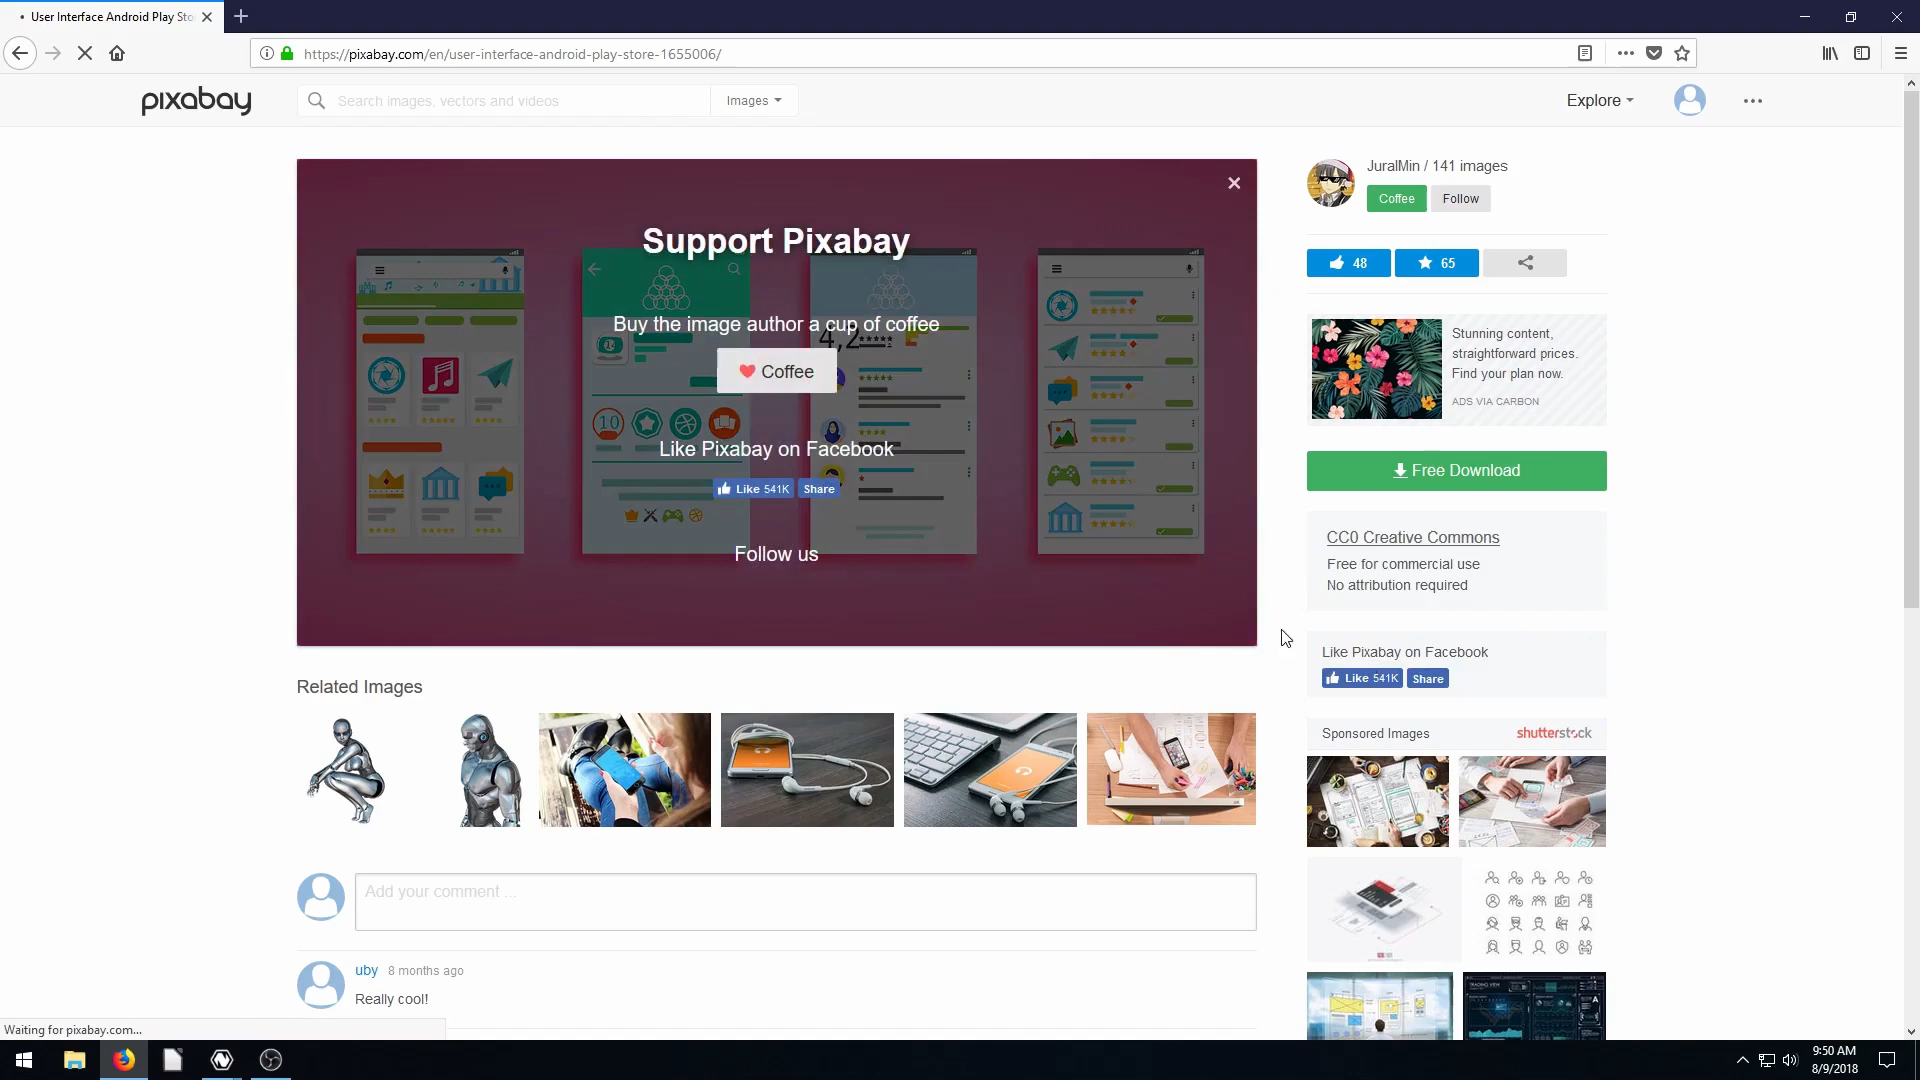 User Interface Android Play Sto
https://pixabay.com/en/user-interface-android-play-store-1655006/
pixabay
Search images, vectors and videos
Images
Explore
Support Pixabay
Buy the image author a cup of coffee
4,2
Coffee
10
Like Pixabay on Facebook
Like 541K
Share
Follow us
JuralMin / 141 images
Coffee
Follow
48
65
Stunning content,
straightforward prices.
Find your plan now.
ADS VIA CARBON
Free Download
CC0 Creative Commons
Free for commercial use
No attribution required
Like Pixabay on Facebook
Like 541K
Share
Sponsored Images
shutterstock
Related Images
Add your comment ...
uby 8 months ago
Really cool!
Waiting for pixabay.com...
9:50 AM
8/9/2018